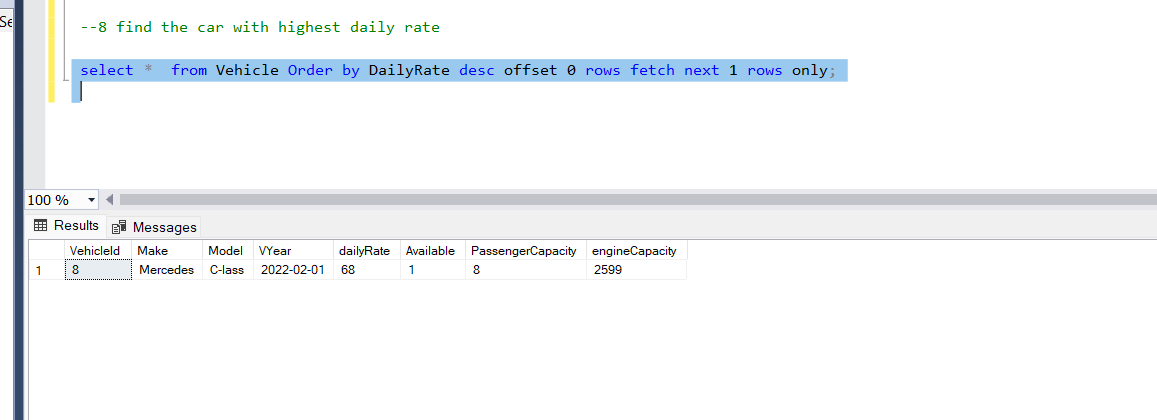 Se
--8 find the car with highest daily rate
select *  from Vehicle Order by DailyRate desc offset 0 rows fetch next 1 rows only;
100 %
Results Messages
VehicleId Make Model VYear dailyRate Available PassengerCapacity engineCapacity
1 8 Mercedes C-lass 2022-02-01 68 1 8 2599